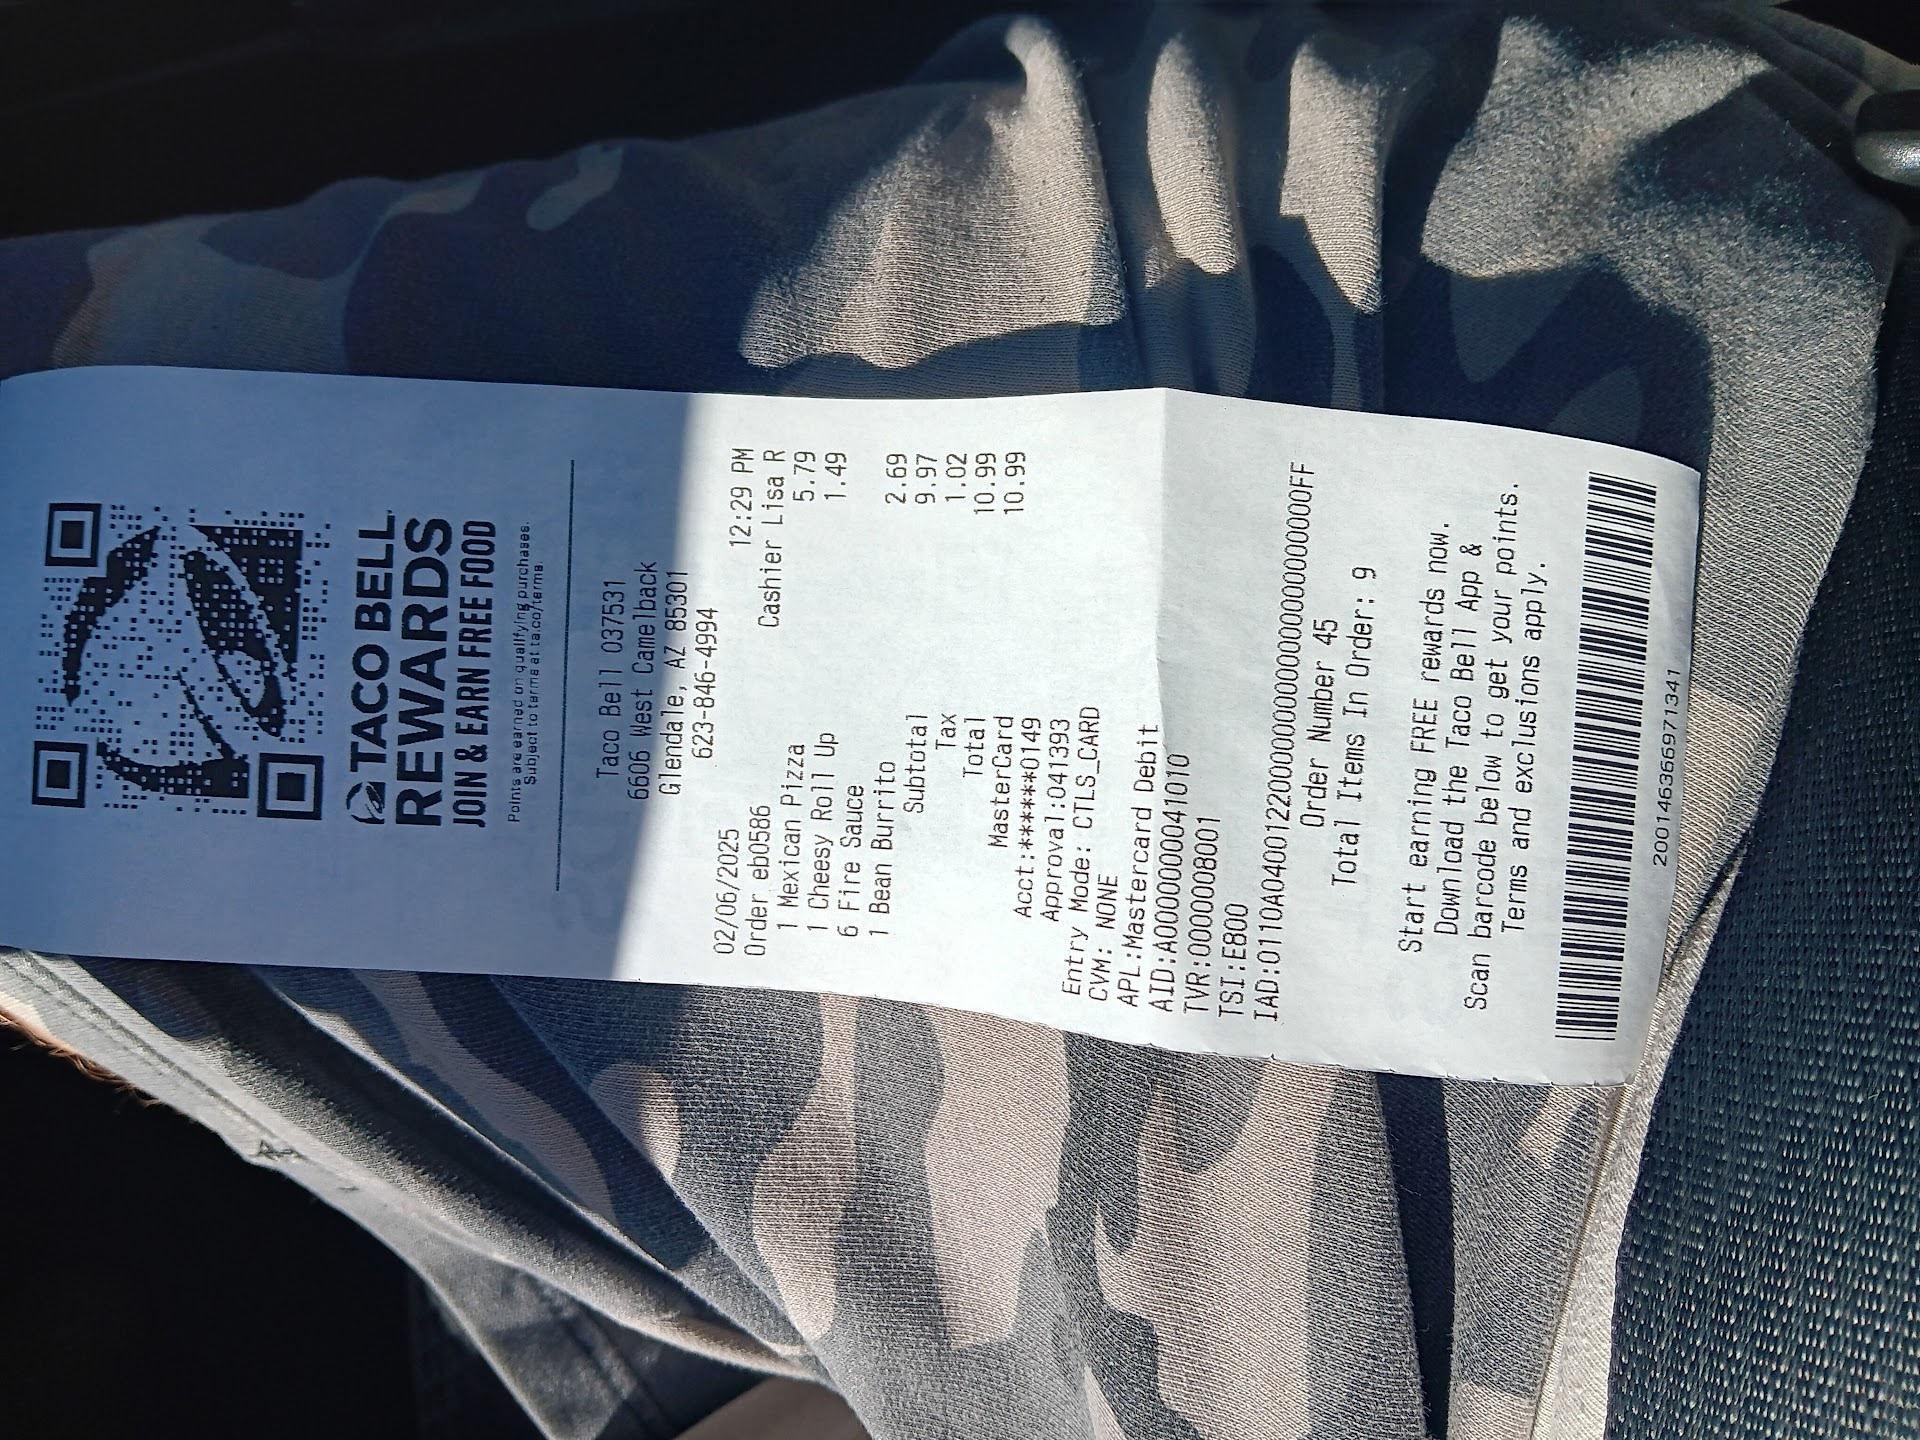 TACO BELL
REWARDS
JOIN & EARN FREE FOOD
Points are earned on qualifying purchases.
Subject to terms at ta.co/terms.
Taco Bell 037531
6606 West Camelback
Glendale, AZ 85301
623-846-4994
02/06/2025 12:29 PM
Order eb0586 Cashier Lisa R
1 Mexican Pizza 5.79
1 Cheesy Roll Up 1.49
6 Fire Sauce
1 Bean Burrito 2.69
Subtotal 9.97
Tax 1.02
Total 10.99
MasterCard 10.99
Acct:*******0149
Approval:041393
Entry Mode: CTLS_CARD
CVM: NONE
APL:Mastercard Debit
AID:A0000000041010
TVR:0000008001
TSI:E800
Order Number 45
Total Items In Order: 9
Start earning FREE rewards now.
Download the Taco Bell App &
Scan barcode below to get your points.
Terms and exclusions apply.
200146366971341